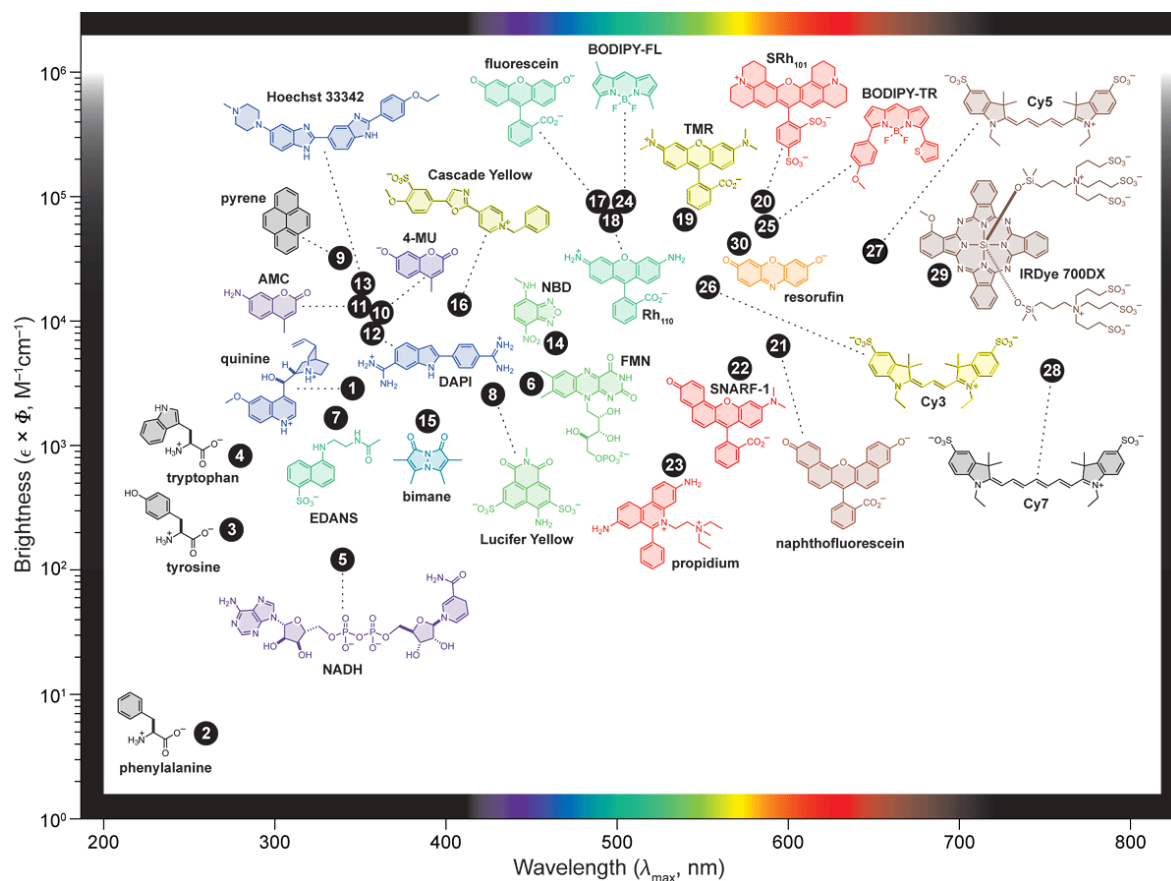 fluorescein
BODIPY-FL
SRh101
BODIPY-TR
Cy5
Hoechst 33342
TMR
Cascade Yellow
pyrene
4-MU
AMC
NBD
Rh110
resorufin
IRDye 700DX
quinine
DAPI
FMN
SNARF-1
Cy3
tryptophan
EDANS
bimane
Lucifer Yellow
propidium
naphthofluorescein
Cy7
tyrosine
NADH
phenylalanine
1
2
3
4
5
6
7
8
9
10
11
12
13
14
15
16
17
18
19
20
21
22
23
24
25
26
27
28
29
30
Brightness (ϵ × Φ, M⁻¹cm⁻¹)
10⁶
10⁵
10⁴
10³
10²
10¹
10⁰
200
300
400
500
600
700
800
Wavelength (λmax, nm)